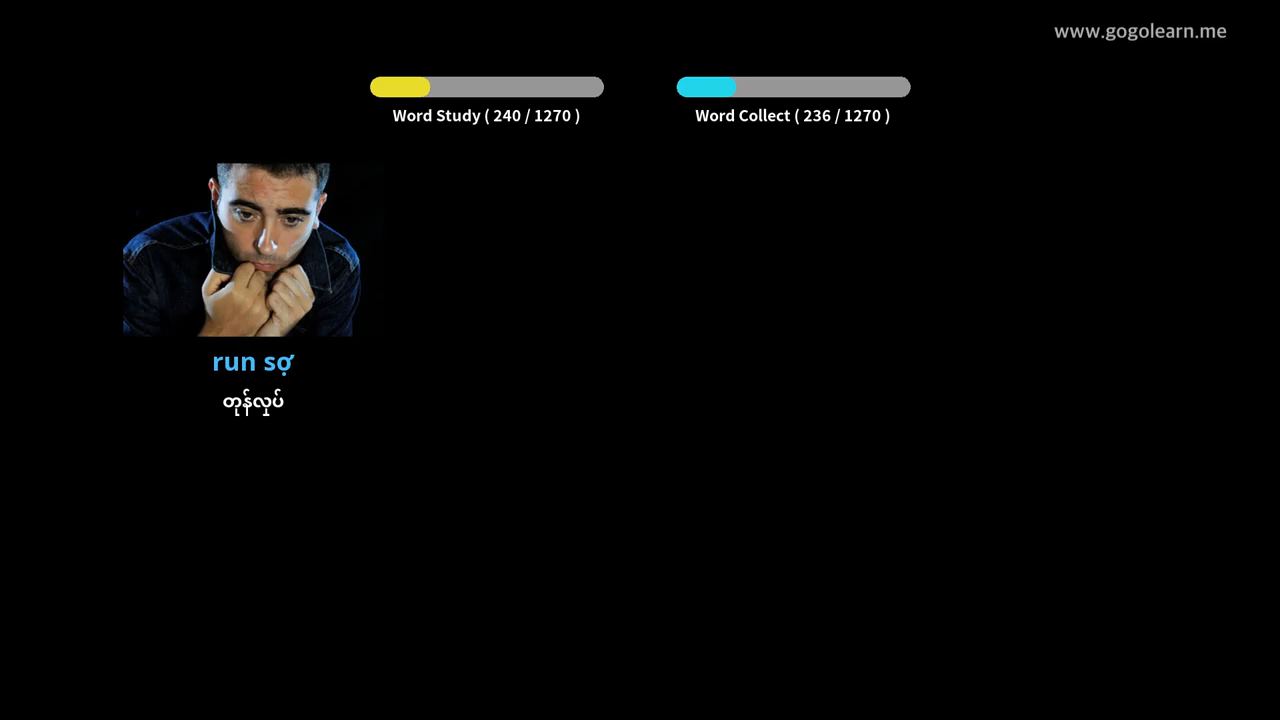 www.gogolearn.me
Word Study ( 240 / 1270 )
Word Collect ( 236 / 1270 )
run sợ
တုန်လှုပ်